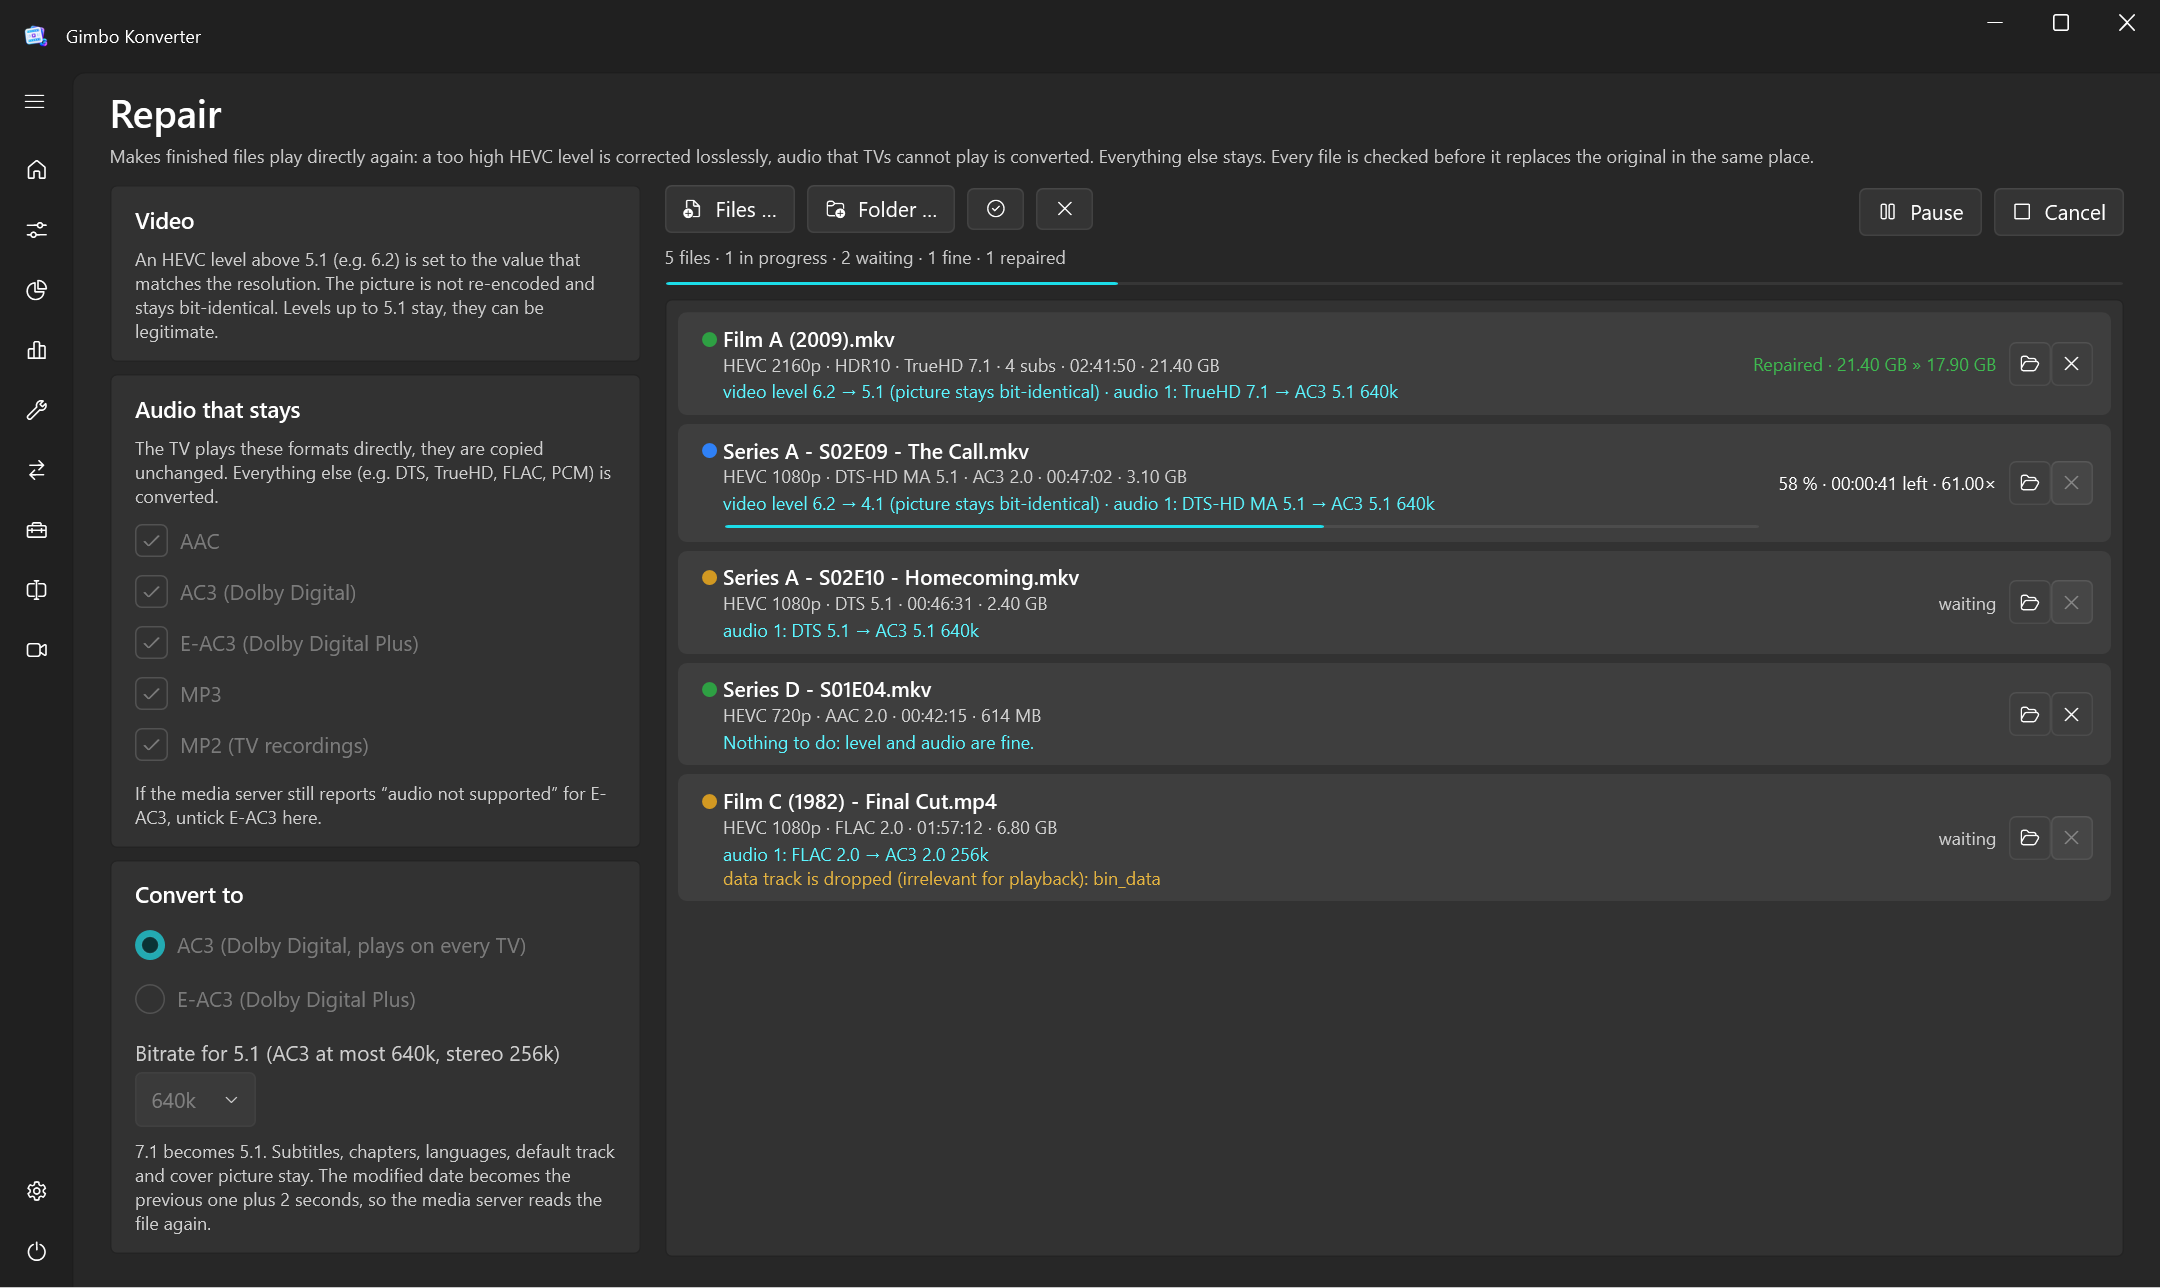 Gimbo Konverter
Repair
Makes finished files play directly again: a too high HEVC level is corrected losslessly, audio that TVs cannot play is converted. Everything else stays. Every file is checked before it replaces the original in the same place.
Video
An HEVC level above 5.1 (e.g. 6.2) is set to the value that
matches the resolution. The picture is not re-encoded and
stays bit-identical. Levels up to 5.1 stay, they can be
legitimate.
Audio that stays
The TV plays these formats directly, they are copied
unchanged. Everything else (e.g. DTS, TrueHD, FLAC, PCM) is
converted.
AAC
AC3 (Dolby Digital)
E-AC3 (Dolby Digital Plus)
MP3
MP2 (TV recordings)
If the media server still reports “audio not supported” for E-
AC3, untick E-AC3 here.
Convert to
AC3 (Dolby Digital, plays on every TV)
E-AC3 (Dolby Digital Plus)
Bitrate for 5.1 (AC3 at most 640k, stereo 256k)
640k
7.1 becomes 5.1. Subtitles, chapters, languages, default track
and cover picture stay. The modified date becomes the
previous one plus 2 seconds, so the media server reads the
file again.
Files ...
Folder ...
Pause
Cancel
5 files · 1 in progress · 2 waiting · 1 fine · 1 repaired
Film A (2009).mkv
HEVC 2160p · HDR10 · TrueHD 7.1 · 4 subs · 02:41:50 · 21.40 GB
video level 6.2 → 5.1 (picture stays bit-identical) · audio 1: TrueHD 7.1 → AC3 5.1 640k
Repaired · 21.40 GB » 17.90 GB
Series A - S02E09 - The Call.mkv
HEVC 1080p · DTS-HD MA 5.1 · AC3 2.0 · 00:47:02 · 3.10 GB
video level 6.2 → 4.1 (picture stays bit-identical) · audio 1: DTS-HD MA 5.1 → AC3 5.1 640k
58 % · 00:00:41 left · 61.00×
Series A - S02E10 - Homecoming.mkv
HEVC 1080p · DTS 5.1 · 00:46:31 · 2.40 GB
audio 1: DTS 5.1 → AC3 5.1 640k
waiting
Series D - S01E04.mkv
HEVC 720p · AAC 2.0 · 00:42:15 · 614 MB
Nothing to do: level and audio are fine.
Film C (1982) - Final Cut.mp4
HEVC 1080p · FLAC 2.0 · 01:57:12 · 6.80 GB
audio 1: FLAC 2.0 → AC3 2.0 256k
data track is dropped (irrelevant for playback): bin_data
waiting